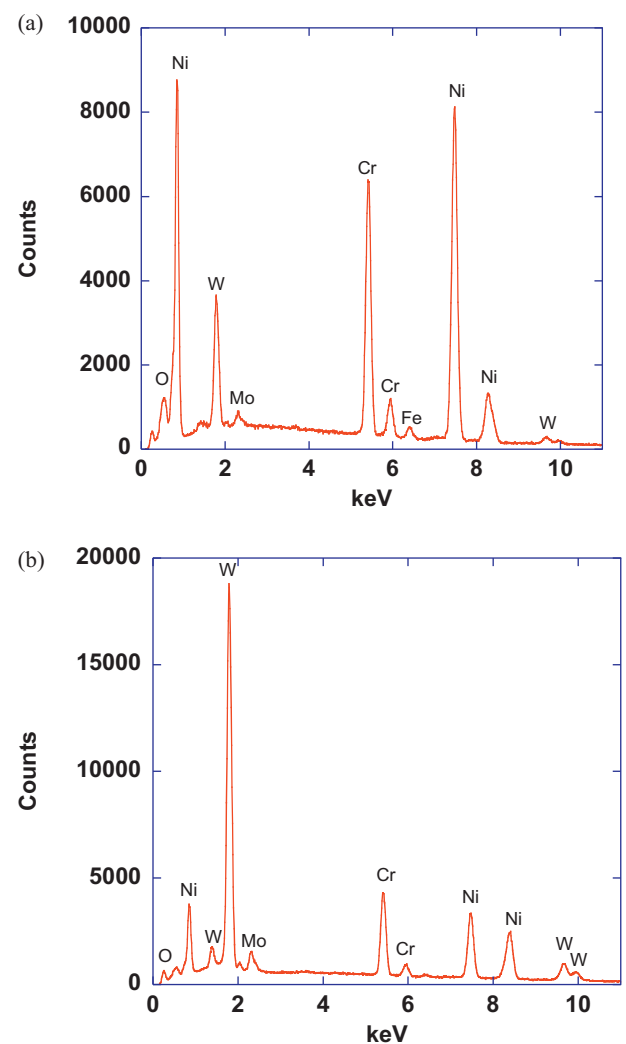 (a)
10000
8000
6000
4000
2000
0
Counts
O
Ni
W
Mo
Cr
Cr
Fe
Ni
Ni
W
0 2 4 6 8 10
keV
(b)
20000
15000
10000
5000
0
Counts
O
Ni
W
W
Mo
Cr
Cr
Ni
Ni
W
W
0 2 4 6 8 10
keV